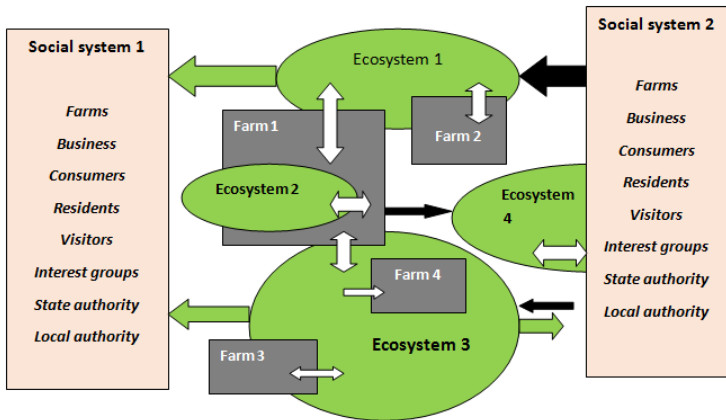 Social system 1
Farms
Business
Consumers
Residents
Visitors
Interest groups
State authority
Local authority
Ecosystem 1
Farm 1
Farm 2
Ecosystem 2
Ecosystem
4
Farm 4
Ecosystem 3
Farm 3
Social system 2
Farms
Business
Consumers
Residents
Visitors
Interest groups
State authority
Local authority